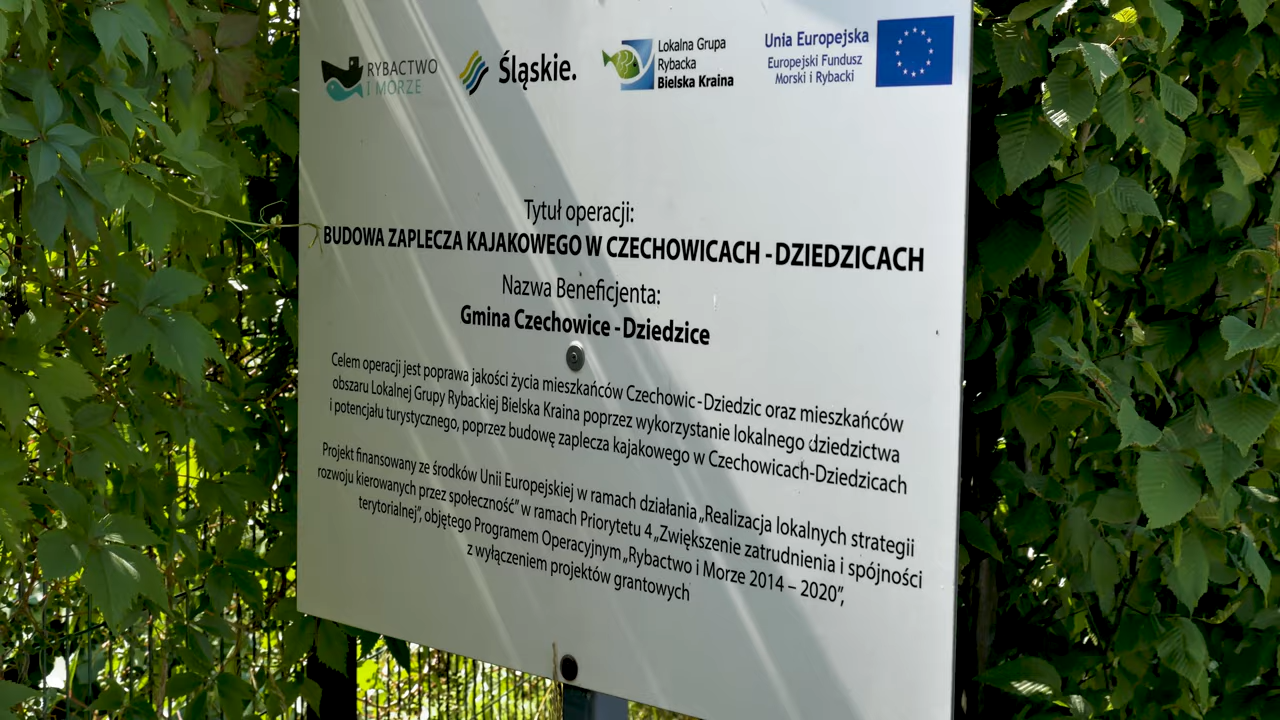 RYBACTWO
I MORZE
Śląskie.
Lokalna Grupa
Rybacka
Bielska Kraina
Unia Europejska
Europejski Fundusz
Morski i Rybacki
Tytuł operacji:
BUDOWA ZAPLECZA KAJAKOWEGO W CZECHOWICACH - DZIEDZICACH
Nazwa Beneficjenta:
Gmina Czechowice - Dziedzice
Celem operacji jest poprawa jakości życia mieszkańców Czechowic - Dziedzic oraz mieszkańców
obszaru Lokalnej Grupy Rybackiej Bielska Kraina poprzez wykorzystanie lokalnego dziedzictwa
i potencjału turystycznego, poprzez budowę zaplecza kajakowego w Czechowicach-Dziedzicach
Projekt finansowany ze środków Unii Europejskiej w ramach działania „Realizacja lokalnych strategii
rozwoju kierowanych przez społeczność" w ramach Priorytetu 4 „Zwiększenie zatrudnienia i spójności
terytorialnej", objętego Programem Operacyjnym „Rybactwo i Morze 2014 – 2020",
z wyłączeniem projektów grantowych